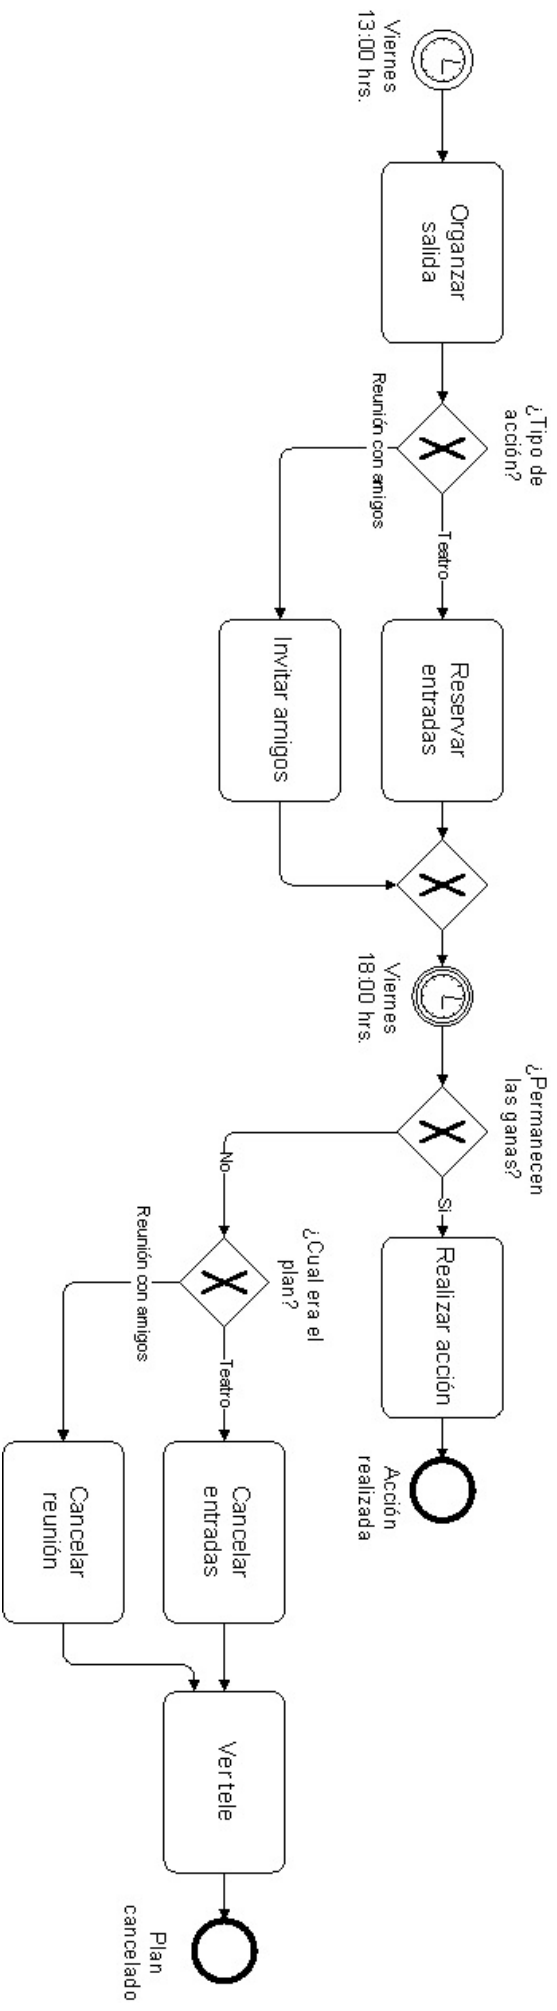 Viernes
13:00 hrs.
Organzar
salida
¿Tipo de
acción?
Teatro
Reunión con amigos
Reservar
entradas
Invitar amigos
Viernes
18:00 hrs.
¿Permanecen
las ganas?
Si
No
Realizar acción
Acción
realizada
¿Cual era el
plan?
Teatro
Reunión con amigos
Cancelar
entradas
Cancelar
reunión
Ver tele
Plan
cancelado